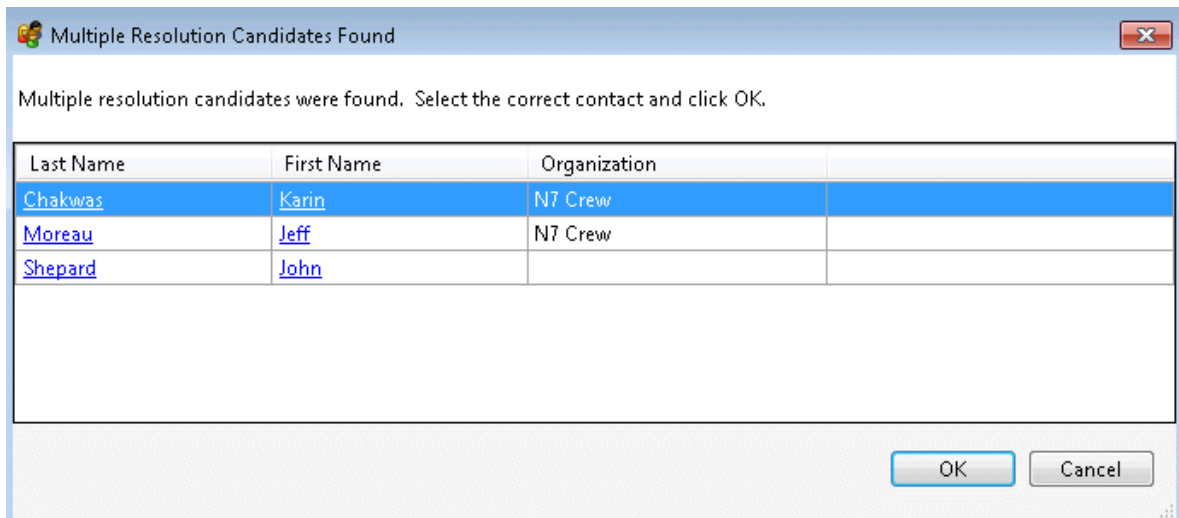 Multiple Resolution Candidates Found
Multiple resolution candidates were found.  Select the correct contact and click OK.
Last Name First Name Organization
Chakwas Karin N7 Crew
Moreau Jeff N7 Crew
Shepard John
OK Cancel